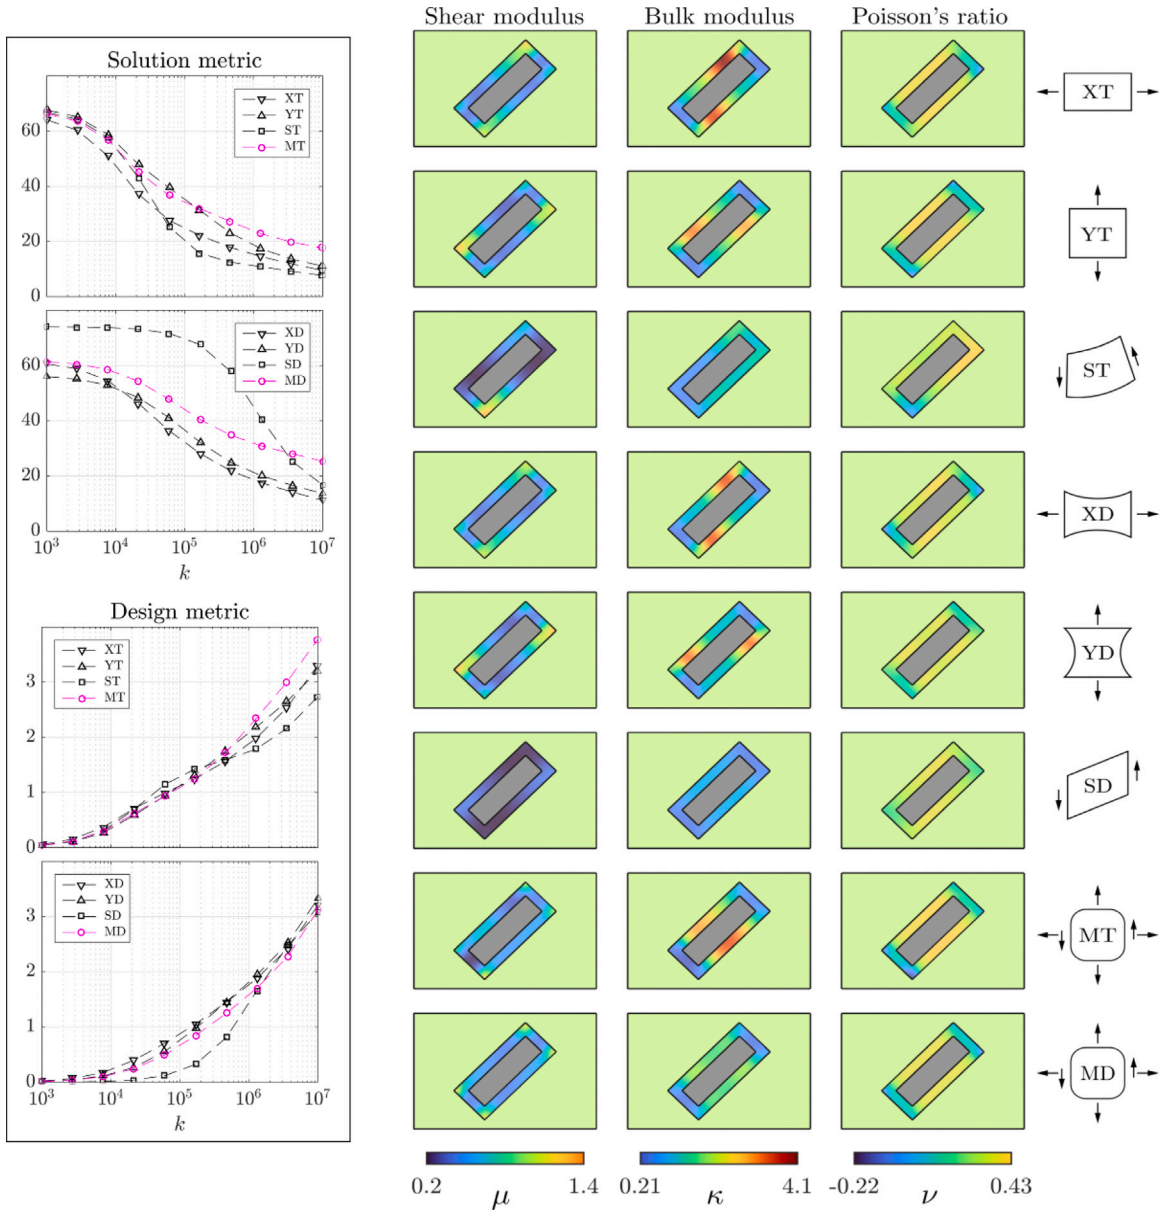 Solution metric
60
40
20
0
XT
YT
ST
MT
60
40
20
0
XD
YD
SD
MD
10³ 10⁴ 10⁵ 10⁶ 10⁷
k
Design metric
3
2
1
0
XT
YT
ST
MT
3
2
1
0
XD
YD
SD
MD
10³ 10⁴ 10⁵ 10⁶ 10⁷
k
Shear modulus Bulk modulus Poisson's ratio
XT
YT
ST
XD
YD
SD
MT
MD
0.2 μ 1.4 0.21 κ 4.1 -0.22 ν 0.43